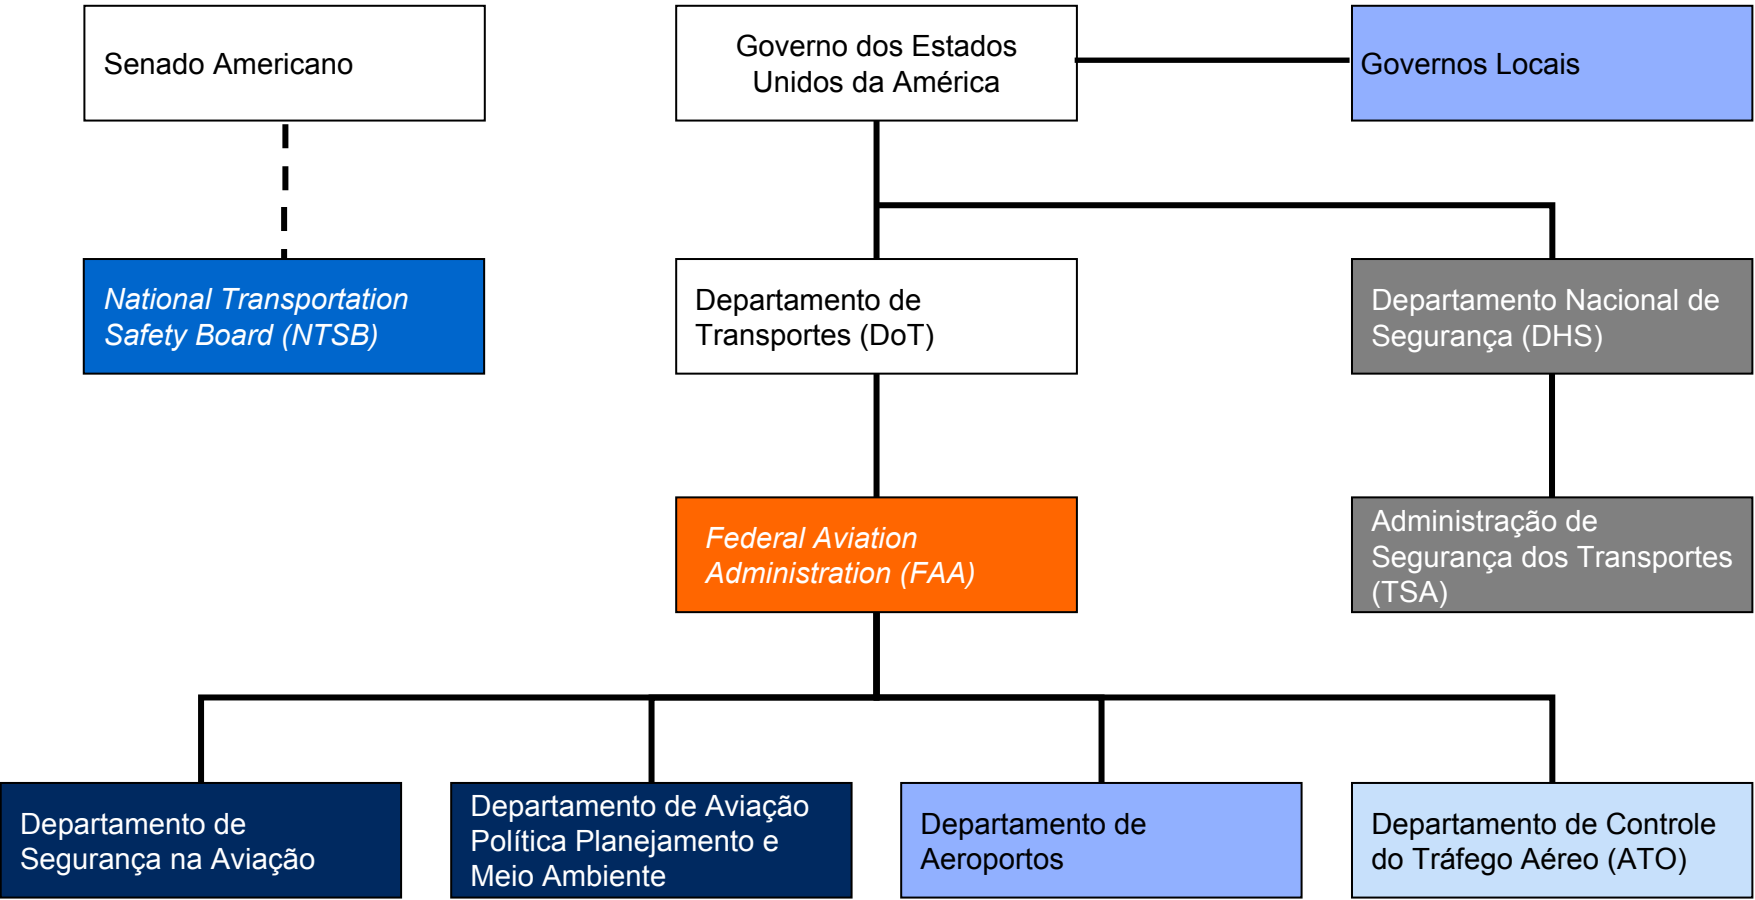 Senado Americano
Governo dos Estados
Unidos da América
Governos Locais
National Transportation
Safety Board (NTSB)
Departamento de
Transportes (DoT)
Departamento Nacional de
Segurança (DHS)
Federal Aviation
Administration (FAA)
Administração de
Segurança dos Transportes
(TSA)
Departamento de
Segurança na Aviação
Departamento de Aviação
Política Planejamento e
Meio Ambiente
Departamento de
Aeroportos
Departamento de Controle
do Tráfego Aéreo (ATO)